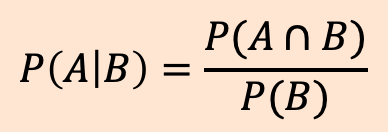 P(A|B) = P(A ∩ B) / P(B)